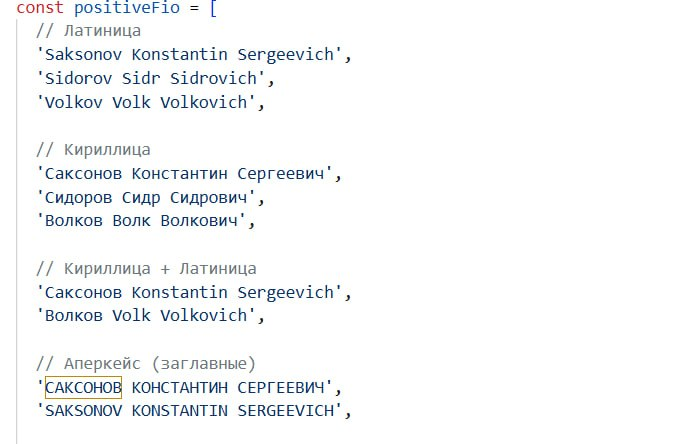 const positiveFio = [
// Латиница
'Saksonov Konstantin Sergeevich',
'Sidorov Sidr Sidrovich',
'Volkov Volk Volkovich',
// Кириллица
'Саксонов Константин Сергеевич',
'Сидоров Сидр Сидрович',
'Волков Волк Волкович',
// Кириллица + Латиница
'Саксонов Konstantin Sergeevich',
'Волков Volk Volkovich',
// Аперкейс (заглавные)
'САКСОНОВ КОНСТАНТИН СЕРГЕЕВИЧ',
'SAKSONOV KONSTANTIN SERGEEVICH',